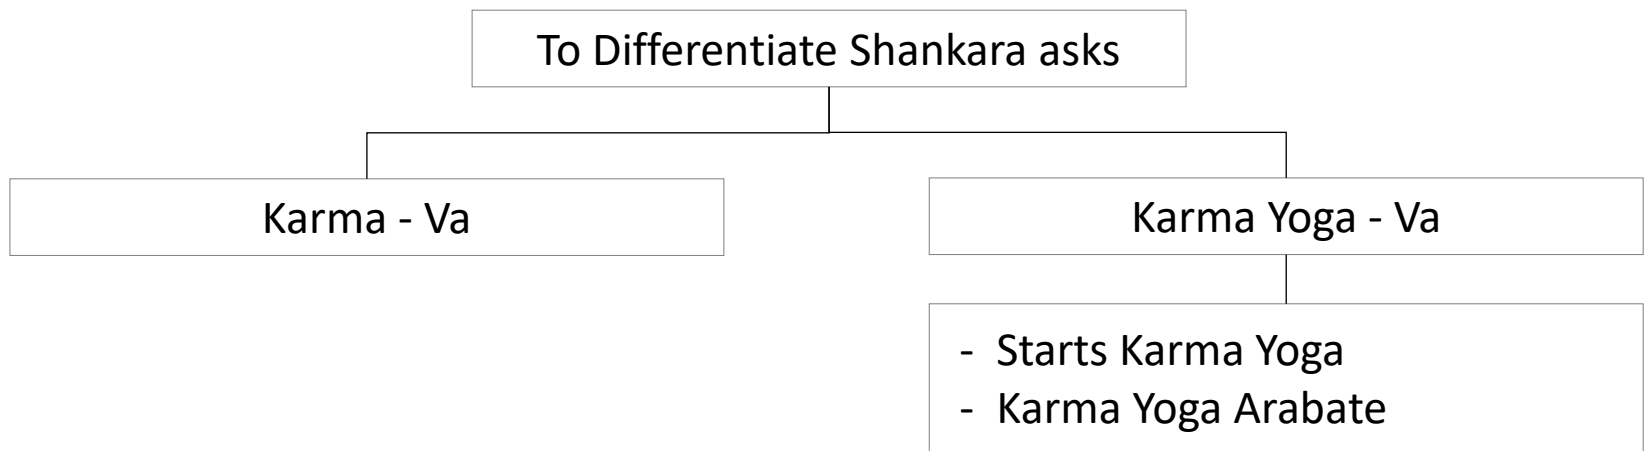 To Differentiate Shankara asks
Karma - Va
Karma Yoga - Va
- Starts Karma Yoga
- Karma Yoga Arabate